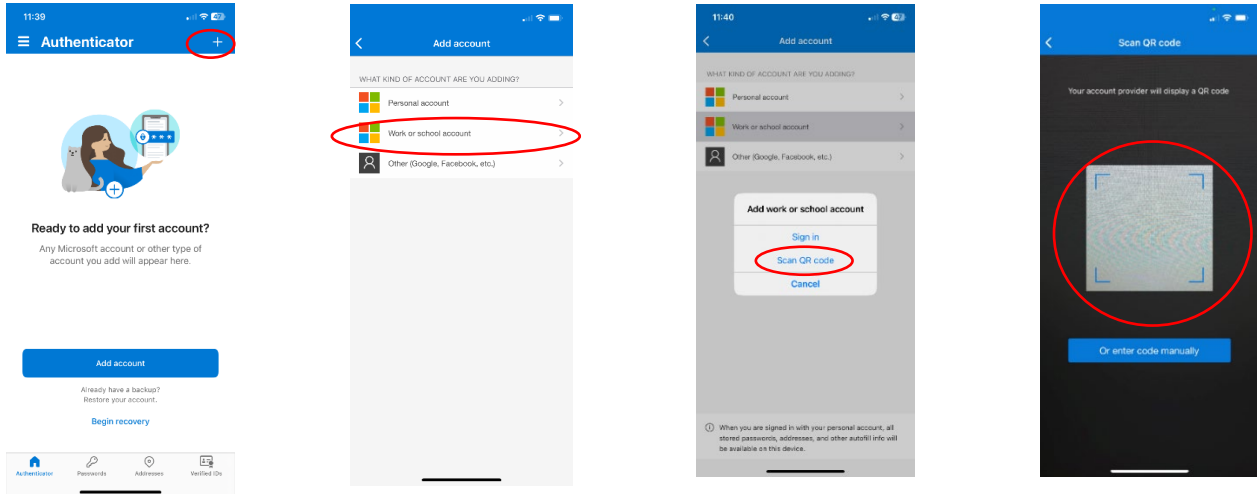 11:39
47
Authenticator
+
Ready to add your first account?
Any Microsoft account or other type of
account you add will appear here.
Add account
Already have a backup?
Restore your account.
Begin recovery
Authenticator
Passwords
Addresses
Verified IDs
Add account
WHAT KIND OF ACCOUNT ARE YOU ADDING?
Personal account
Work or school account
Other (Google, Facebook, etc.)
11:40
Add account
WHAT KIND OF ACCOUNT ARE YOU ADDING?
Personal account
Work or school account
Other (Google, Facebook, etc.)
Add work or school account
Sign in
Scan QR code
Cancel
When you are signed in with your personal account, all
stored passwords, addresses, and other autofill info will
be available on this device.
Scan QR code
Your account provider will display a QR code
Or enter code manually